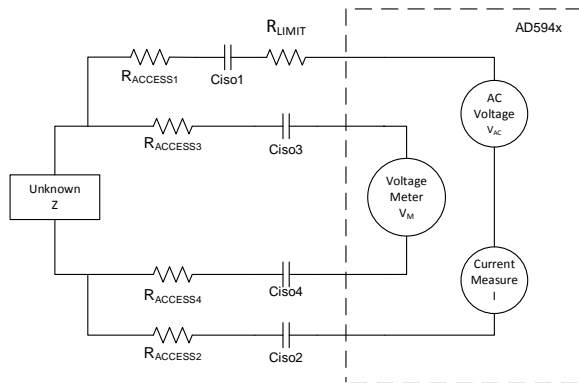 AD594x
RLIMIT
RACCESS1
Ciso1
AC
Voltage
VAC
RACCESS3
Ciso3
Unknown
Z
Voltage
Meter
VM
Current
Measure
I
RACCESS4
Ciso4
RACCESS2
Ciso2